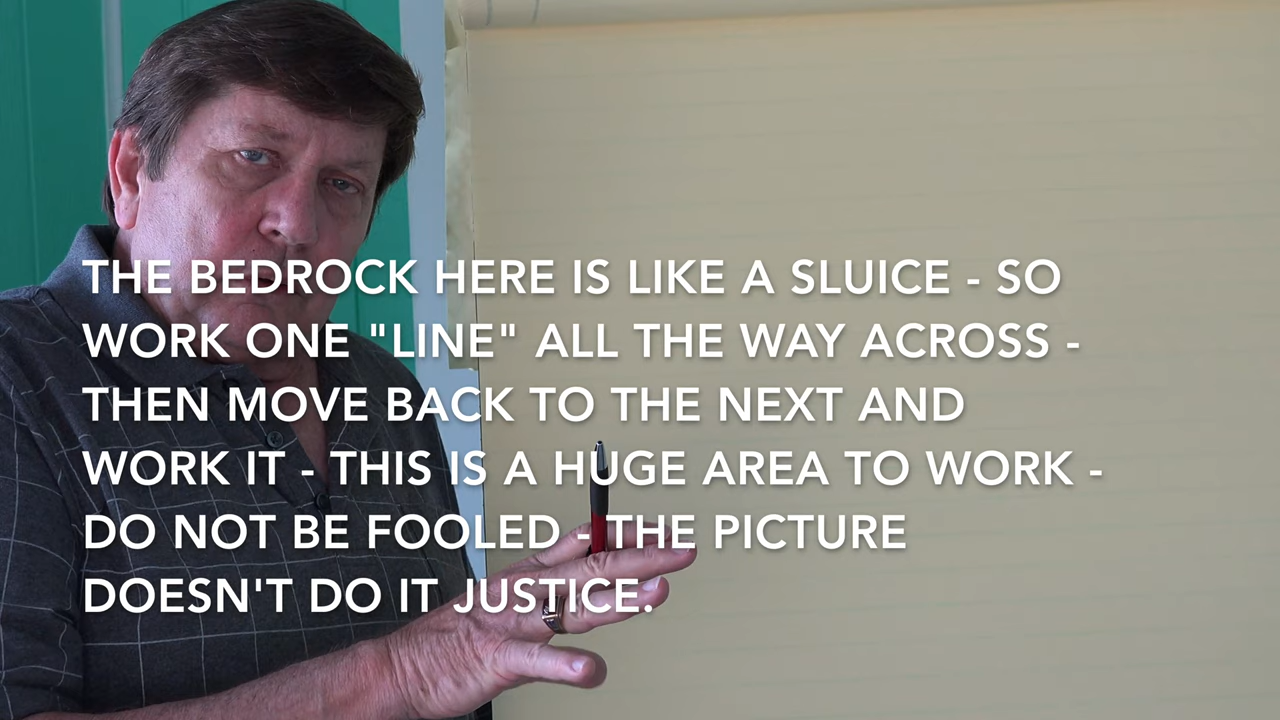 THE BEDROCK HERE IS LIKE A SLUICE - SO
WORK ONE "LINE" ALL THE WAY ACROSS -
THEN MOVE BACK TO THE NEXT AND
WORK IT - THIS IS A HUGE AREA TO WORK -
DO NOT BE FOOLED - THE PICTURE
DOESN'T DO IT JUSTICE.